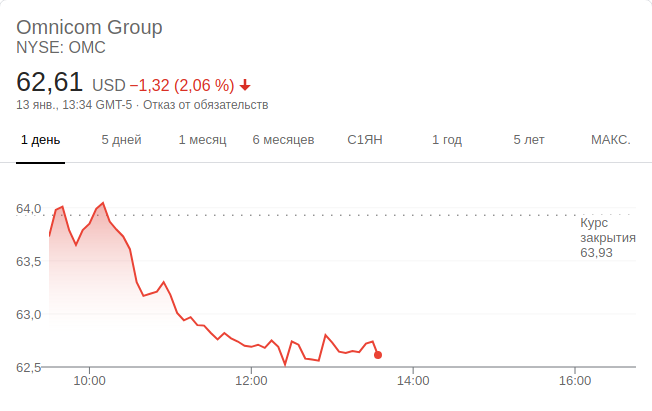 Omnicom Group
NYSE: OMC
62,61 USD −1,32 (2,06 %)
13 янв., 13:34 GMT-5 · Отказ от обязательств
1 день 5 дней 1 месяц 6 месяцев С1ЯН 1 год 5 лет МАКС.
64,0
Курс
закрытия
63,93
63,5
63,0
62,5
10:00 12:00 14:00 16:00